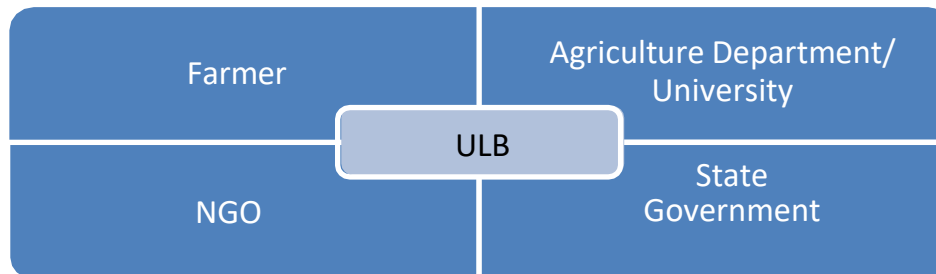 Farmer
Agriculture Department/
University
ULB
NGO
State
Government